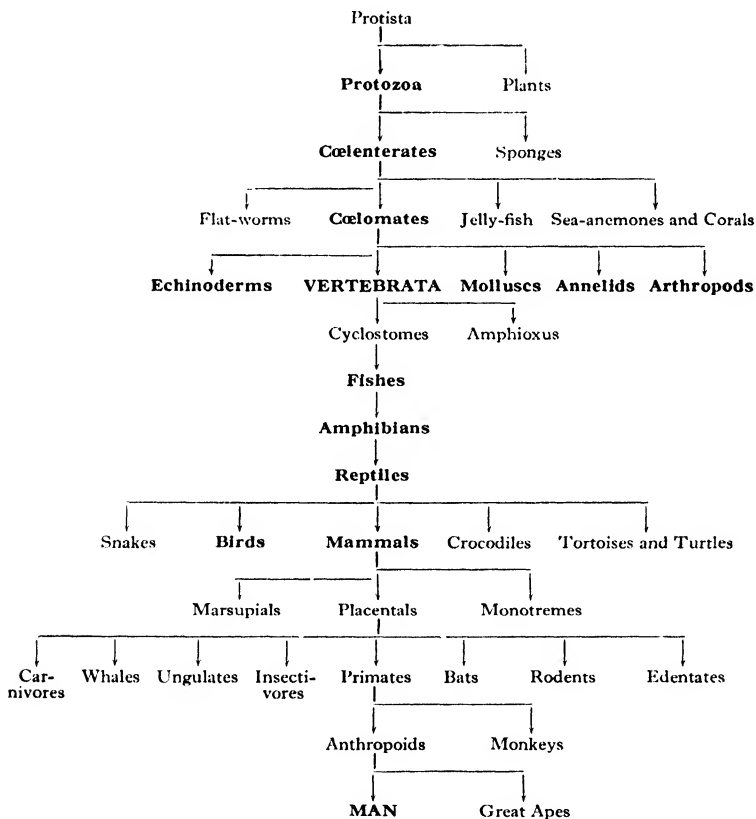 Protista
Protozoa Plants
Cœlenterates Sponges
Flat-worms Cœlomates Jelly-fish Sea-anemones and Corals
Echinoderms VERTEBRATA Molluscs Annelids Arthropods
Cyclostomes Amphioxus
Fishes
Amphibians
Reptiles
Snakes Birds Mammals Crocodiles Tortoises and Turtles
Marsupials Placentals Monotremes
Car- Whales Ungulates Insecti- Primates Bats Rodents Edentates
nivores vores
Anthropoids Monkeys
MAN Great Apes